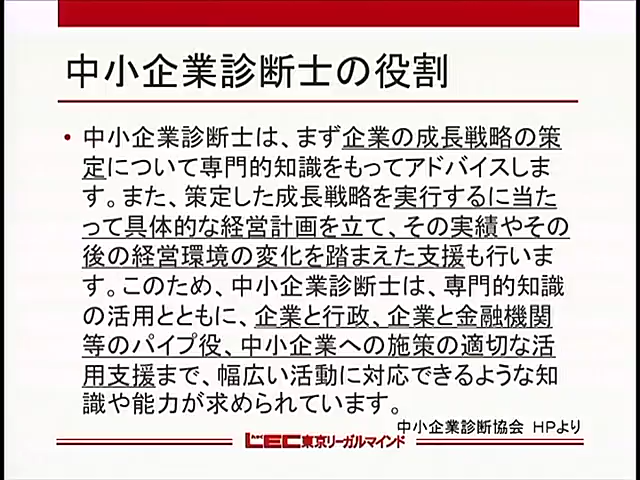 中小企業診断士の役割
• 中小企業診断士は、まず企業の成長戦略の策
定について専門的知識をもってアドバイスしま
す。また、策定した成長戦略を実行するに当た
って具体的な経営計画を立て、その実績やその
後の経営環境の変化を踏まえた支援も行いま
す。このため、中小企業診断士は、専門的知識
の活用とともに、企業と行政、企業と金融機関
等のパイプ役、中小企業への施策の適切な活
用支援まで、幅広い活動に対応できるような知
識や能力が求められています。
中小企業診断協会 HPより
LEC東京リーガルマインド